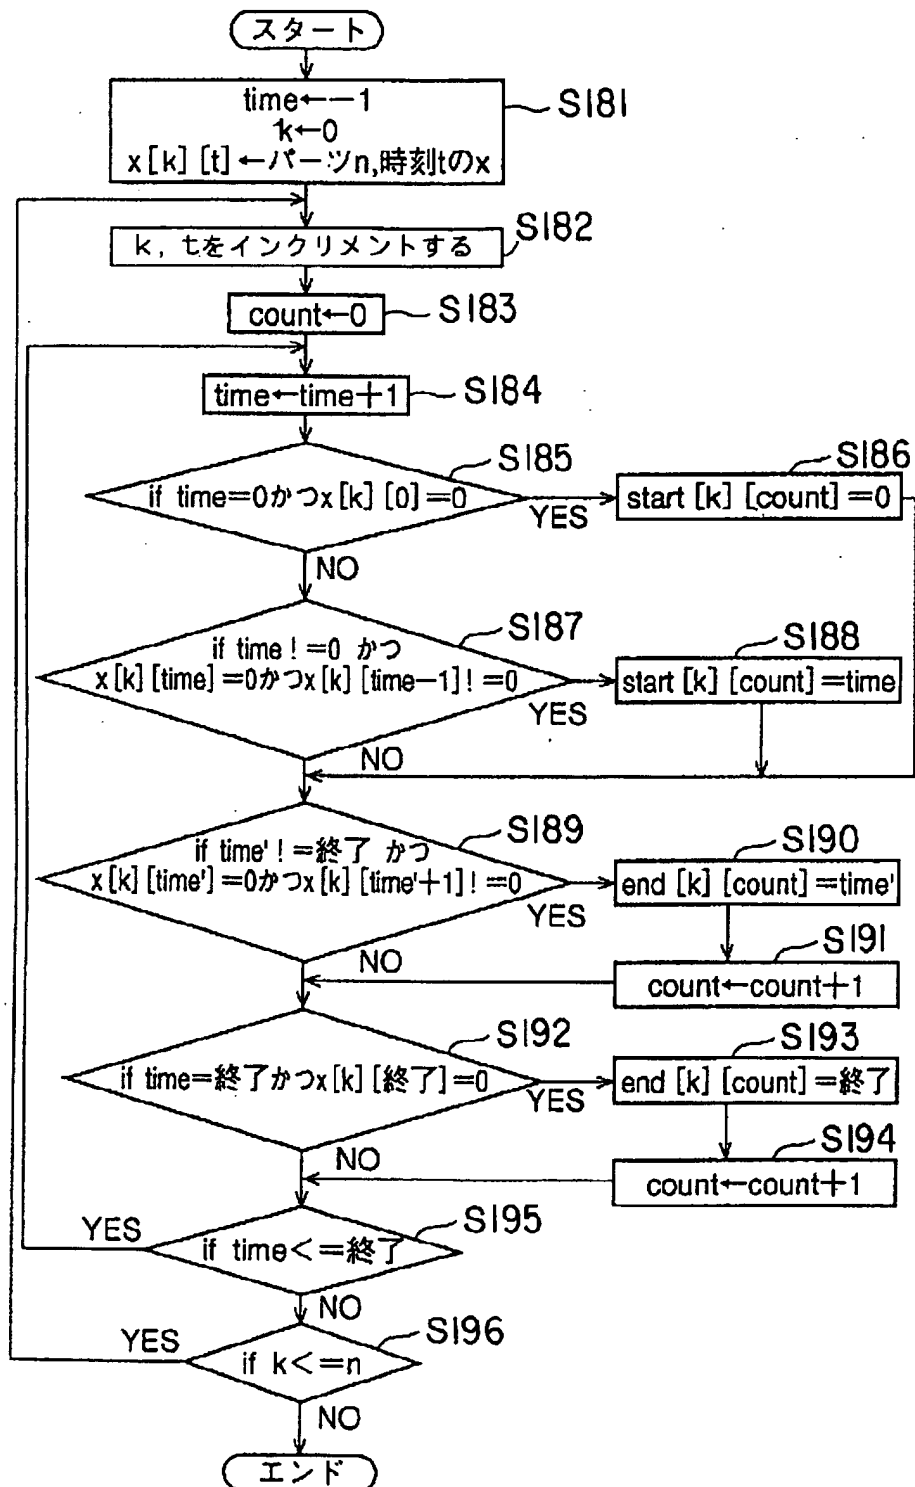 スタート
time←−1
k←0
x[k][t]←パーツn,時刻tのx
S181
k, tをインクリメントする
S182
count←0
S183
time←time+1
S184
if time=0かつx[k][0]=0
S185
YES
start[k][count]=0
S186
NO
if time!=0 かつ
x[k][time]=0かつx[k][time−1]!=0
S187
YES
start[k][count]=time
S188
NO
if time'!=終了 かつ
x[k][time']=0かつx[k][time'+1]!=0
S189
YES
end[k][count]=time'
S190
count←count+1
S191
NO
if time=終了かつx[k][終了]=0
S192
YES
end[k][count]=終了
S193
count←count+1
S194
NO
if time<=終了
S195
YES
NO
if k<=n
S196
YES
NO
エンド